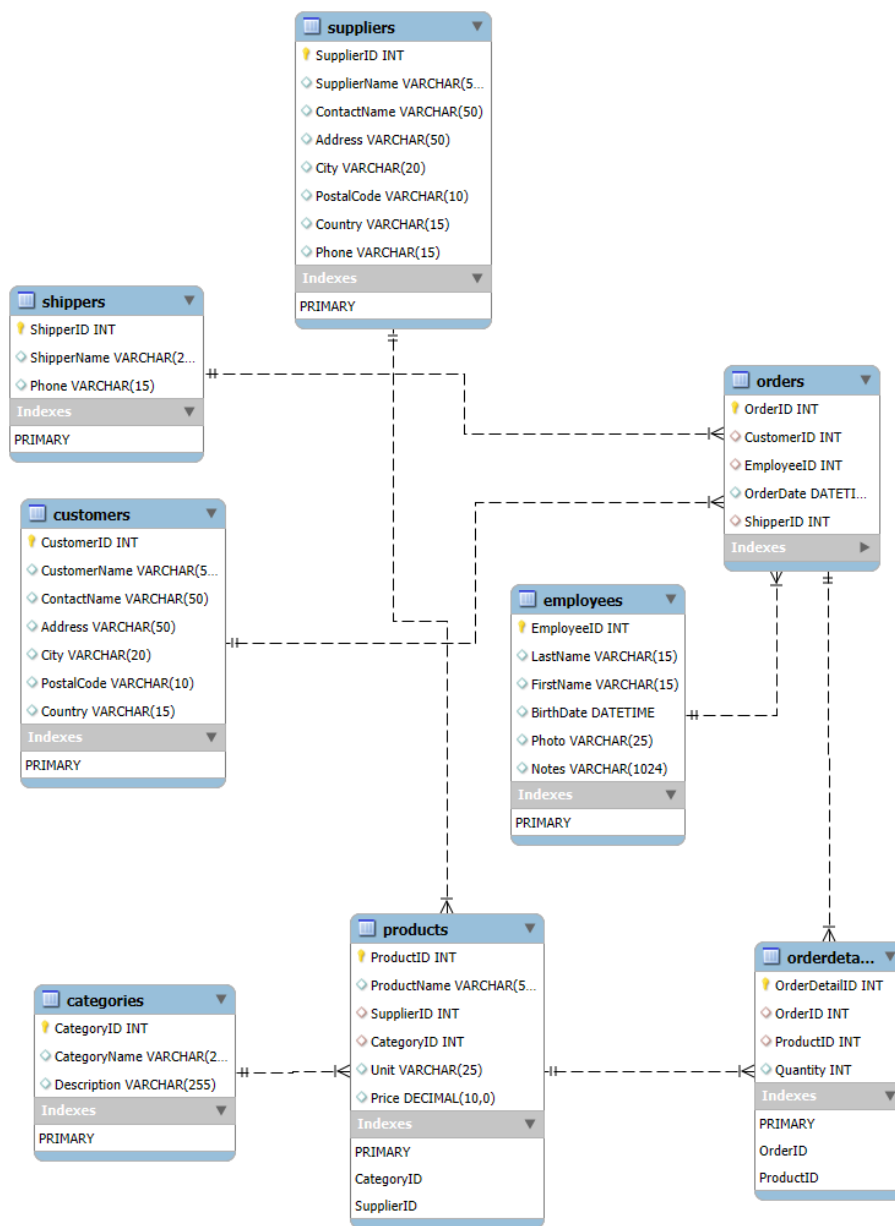 suppliers
SupplierID INT
SupplierName VARCHAR(5...
ContactName VARCHAR(50)
Address VARCHAR(50)
City VARCHAR(20)
PostalCode VARCHAR(10)
Country VARCHAR(15)
Phone VARCHAR(15)
Indexes
PRIMARY
shippers
ShipperID INT
ShipperName VARCHAR(2...
Phone VARCHAR(15)
Indexes
PRIMARY
orders
OrderID INT
CustomerID INT
EmployeeID INT
OrderDate DATETI...
ShipperID INT
Indexes
customers
CustomerID INT
CustomerName VARCHAR(5...
ContactName VARCHAR(50)
Address VARCHAR(50)
City VARCHAR(20)
PostalCode VARCHAR(10)
Country VARCHAR(15)
Indexes
PRIMARY
employees
EmployeeID INT
LastName VARCHAR(15)
FirstName VARCHAR(15)
BirthDate DATETIME
Photo VARCHAR(25)
Notes VARCHAR(1024)
Indexes
PRIMARY
products
ProductID INT
ProductName VARCHAR(5...
SupplierID INT
CategoryID INT
Unit VARCHAR(25)
Price DECIMAL(10,0)
Indexes
PRIMARY
CategoryID
SupplierID
orderdeta...
OrderDetailID INT
OrderID INT
ProductID INT
Quantity INT
Indexes
PRIMARY
OrderID
ProductID
categories
CategoryID INT
CategoryName VARCHAR(2...
Description VARCHAR(255)
Indexes
PRIMARY